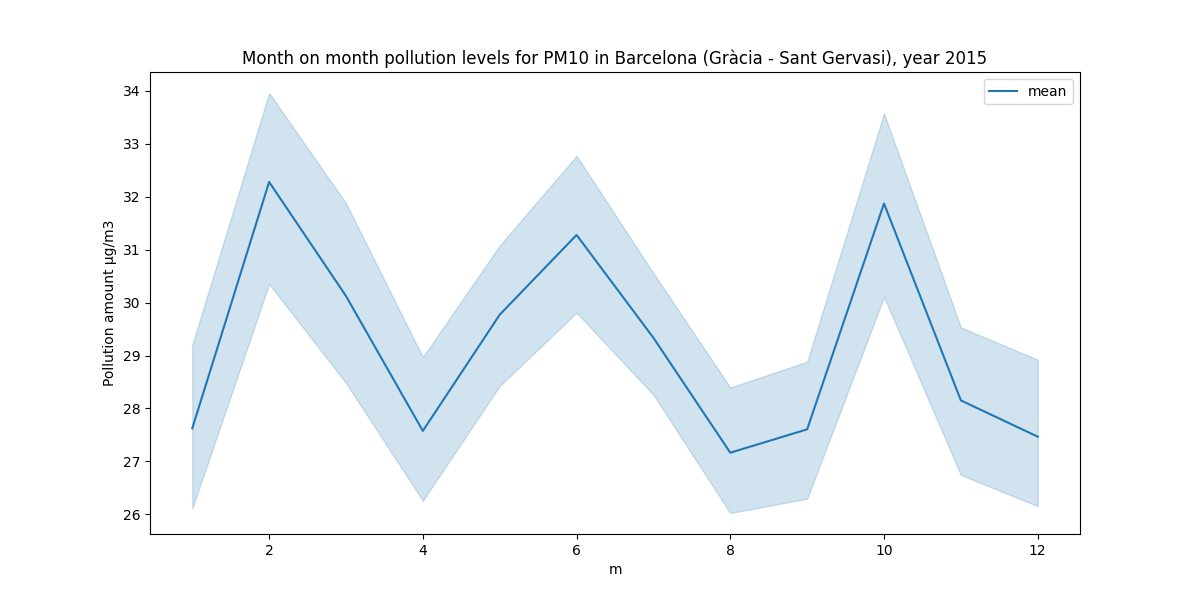 Month on month pollution levels for PM10 in Barcelona (Gràcia - Sant Gervasi), year 2015
mean
Pollution amount µg/m3
34
33
32
31
30
29
28
27
26
2 4 6 8 10 12
m